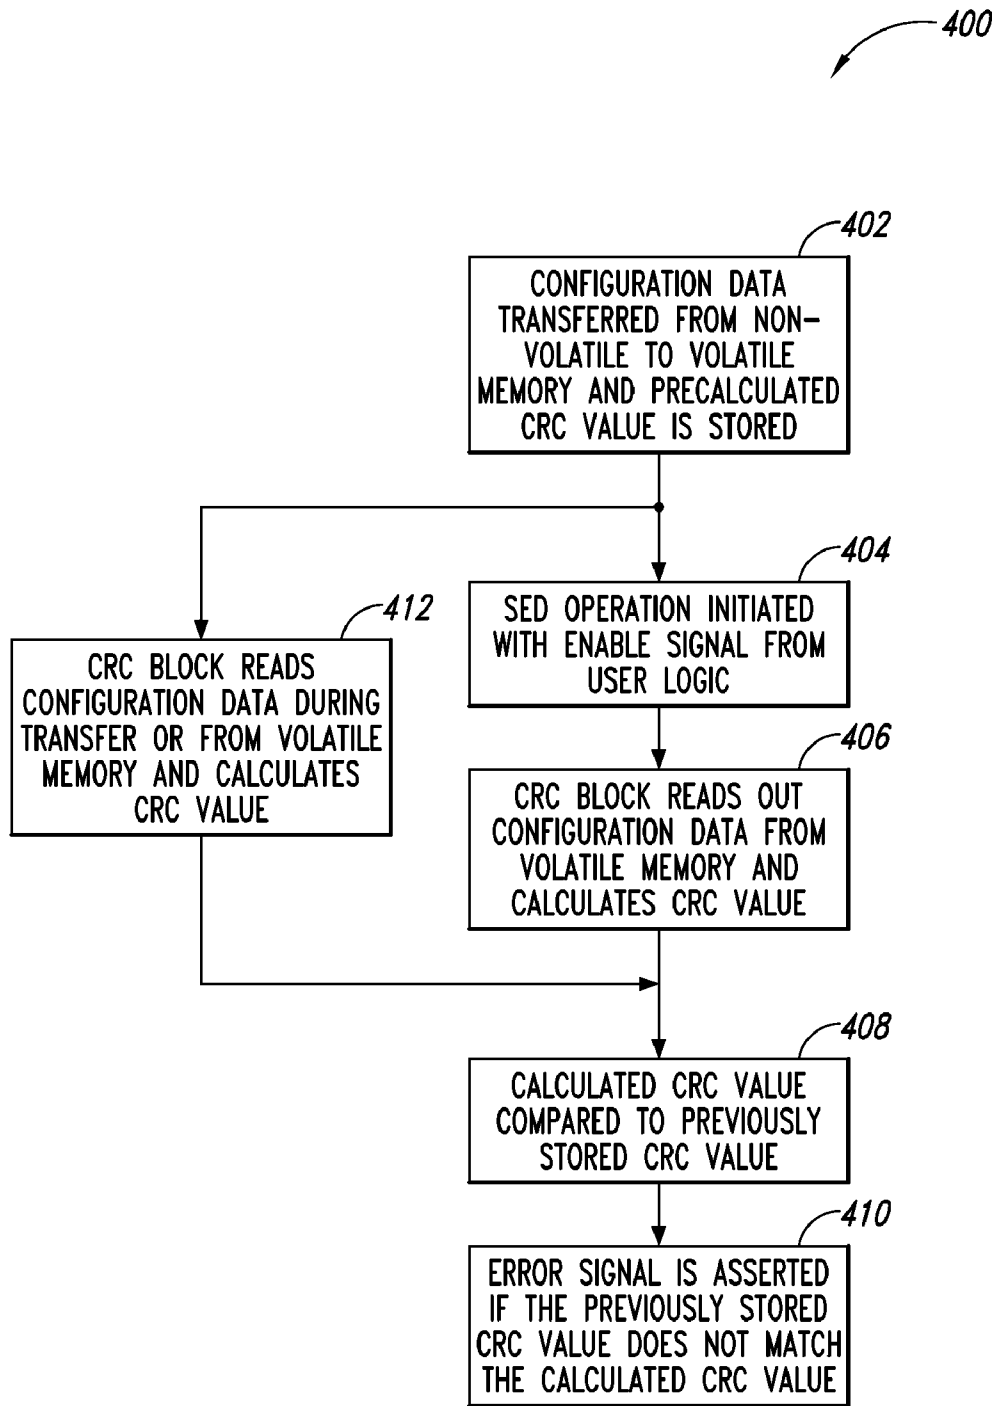 400
402
CONFIGURATION DATA
TRANSFERRED FROM NON-
VOLATILE TO VOLATILE
MEMORY AND PRECALCULATED
CRC VALUE IS STORED
404
SED OPERATION INITIATED
WITH ENABLE SIGNAL FROM
USER LOGIC
412
CRC BLOCK READS
CONFIGURATION DATA DURING
TRANSFER OR FROM VOLATILE
MEMORY AND CALCULATES
CRC VALUE
406
CRC BLOCK READS OUT
CONFIGURATION DATA FROM
VOLATILE MEMORY AND
CALCULATES CRC VALUE
408
CALCULATED CRC VALUE
COMPARED TO PREVIOUSLY
STORED CRC VALUE
410
ERROR SIGNAL IS ASSERTED
IF THE PREVIOUSLY STORED
CRC VALUE DOES NOT MATCH
THE CALCULATED CRC VALUE